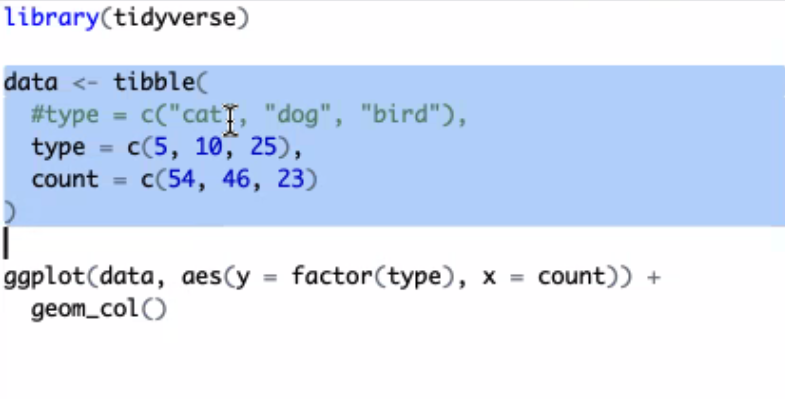 library(tidyverse)
data <- tibble(
#type = c("cat", "dog", "bird"),
type = c(5, 10, 25),
count = c(54, 46, 23)
)
ggplot(data, aes(y = factor(type), x = count)) +
geom_col()